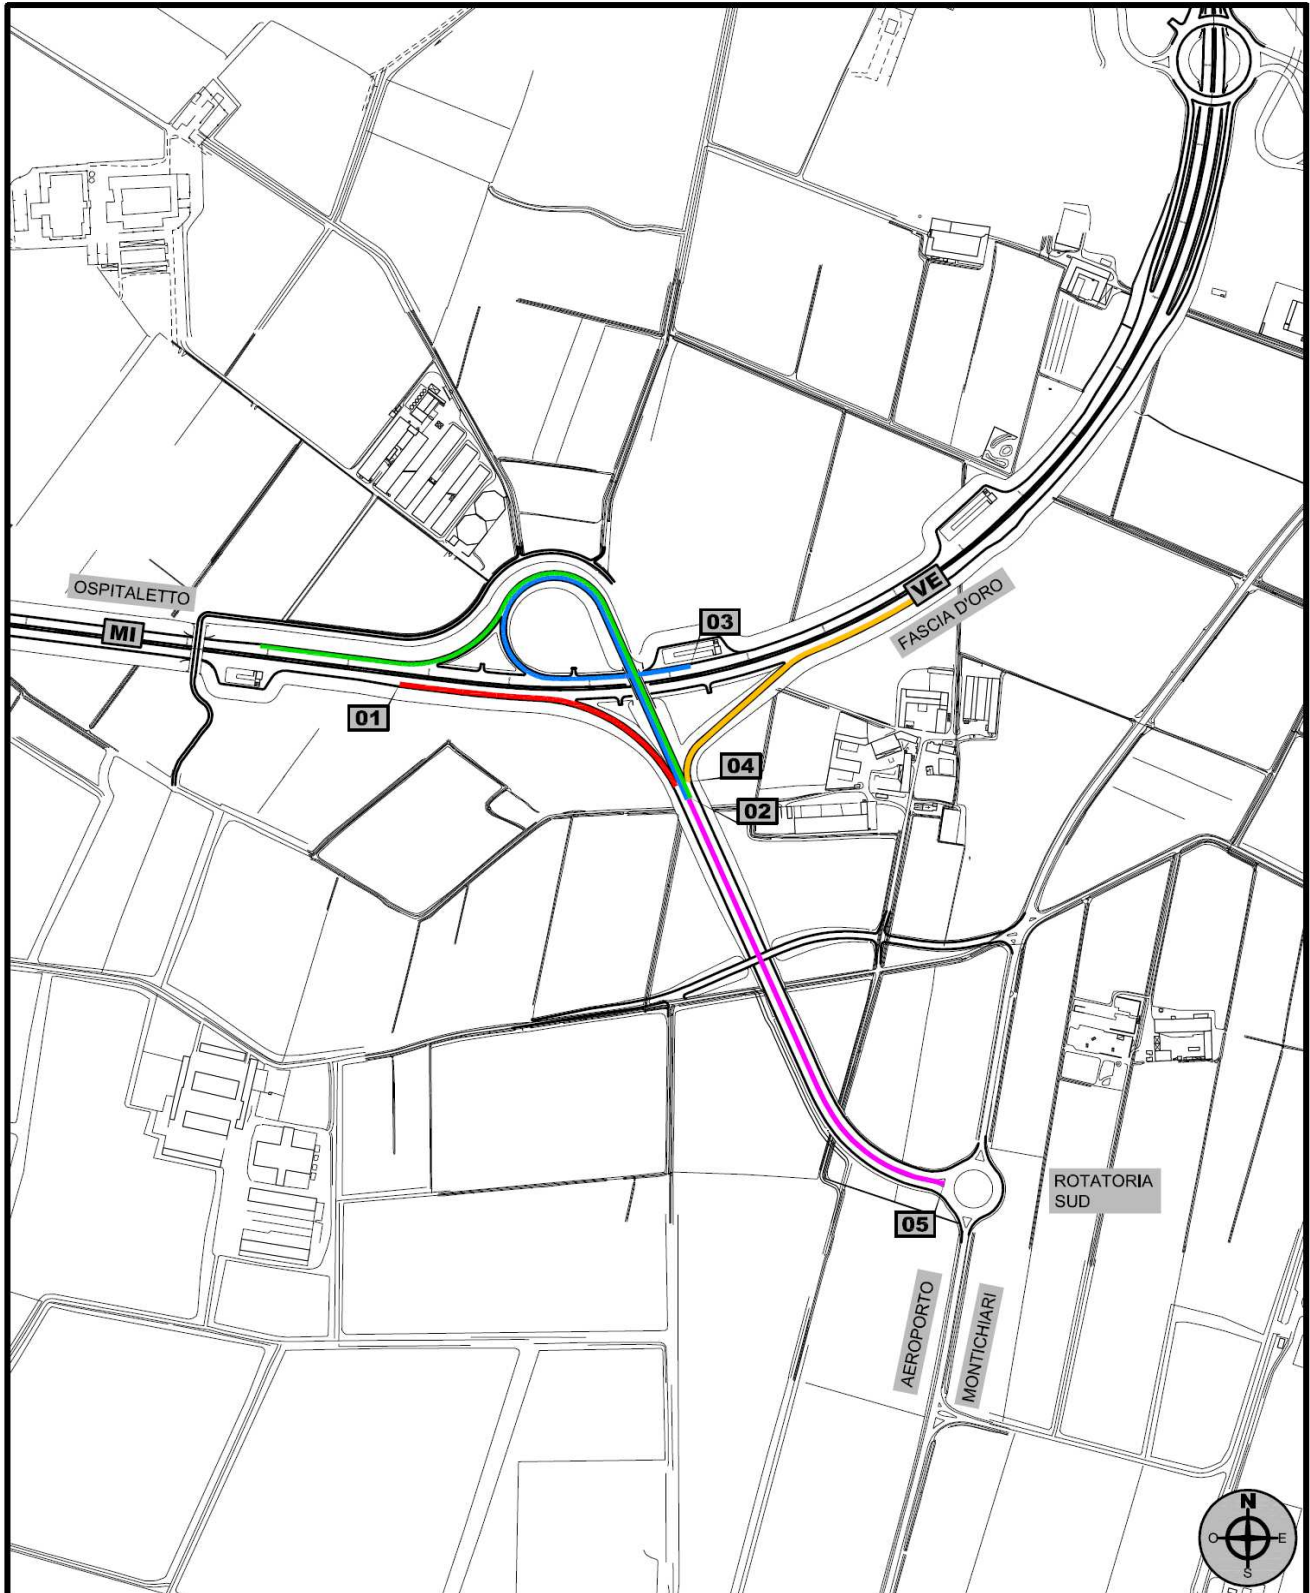 OSPITALETTO
MI
VE
FASCIA D'ORO
03
01
04
02
ROTATORIA
SUD
05
AEROPORTO
MONTICHIARI
N
O
E
S